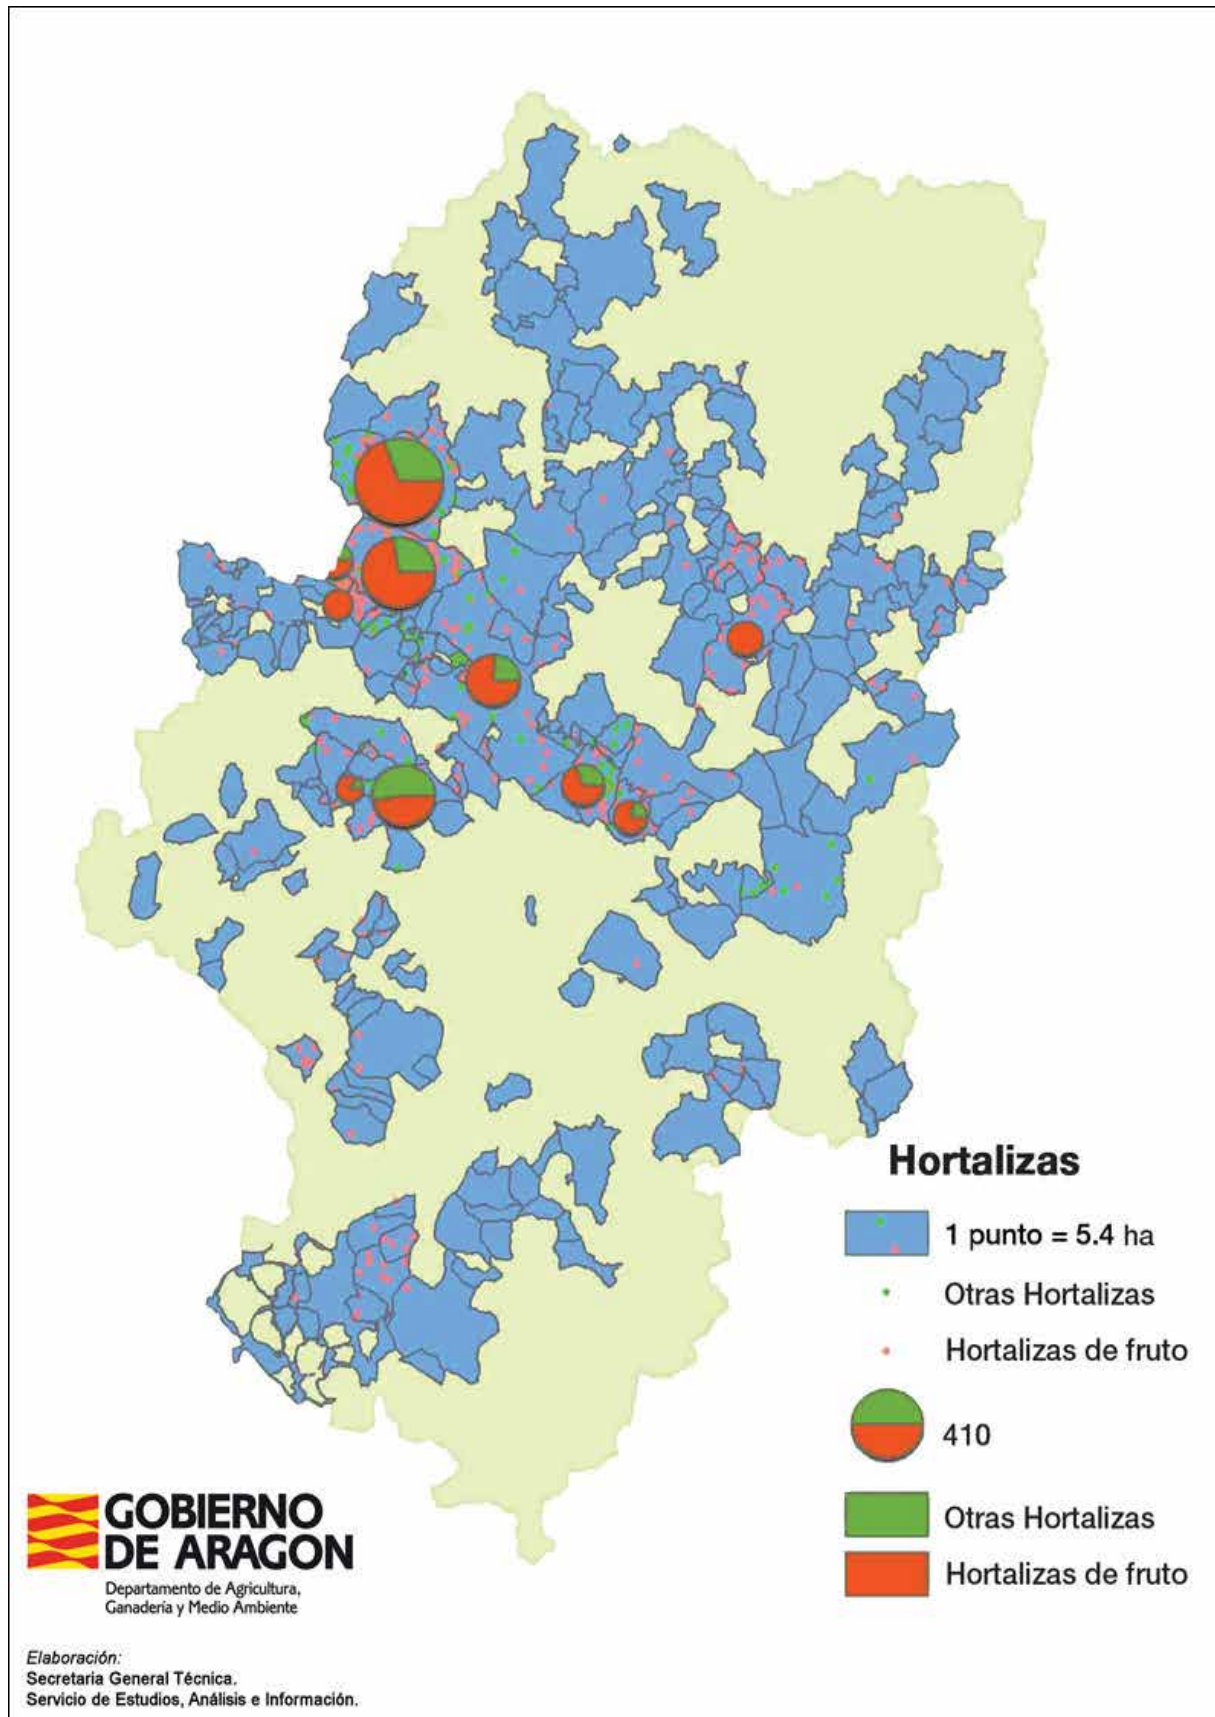 Hortalizas
1 punto = 5.4 ha
Otras Hortalizas
Hortalizas de fruto
410
Otras Hortalizas
Hortalizas de fruto
GOBIERNO
DE ARAGON
Departamento de Agricultura,
Ganadería y Medio Ambiente
Elaboración:
Secretaria General Técnica.
Servicio de Estudios, Análisis e Información.